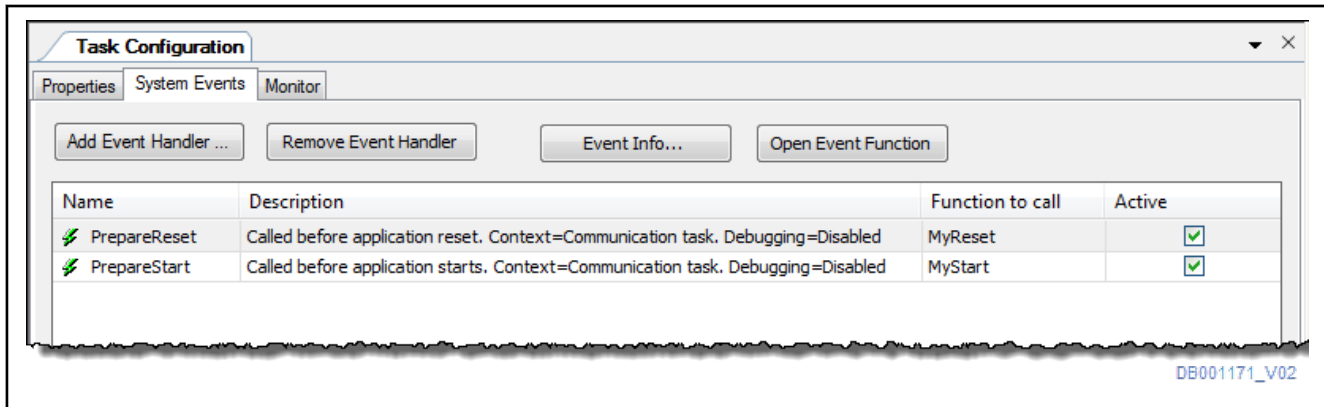 Task Configuration
Properties System Events Monitor
Add Event Handler ... Remove Event Handler Event Info... Open Event Function
Name Description Function to call Active
PrepareReset Called before application reset. Context=Communication task. Debugging=Disabled MyReset
PrepareStart Called before application starts. Context=Communication task. Debugging=Disabled MyStart
DB001171_V02